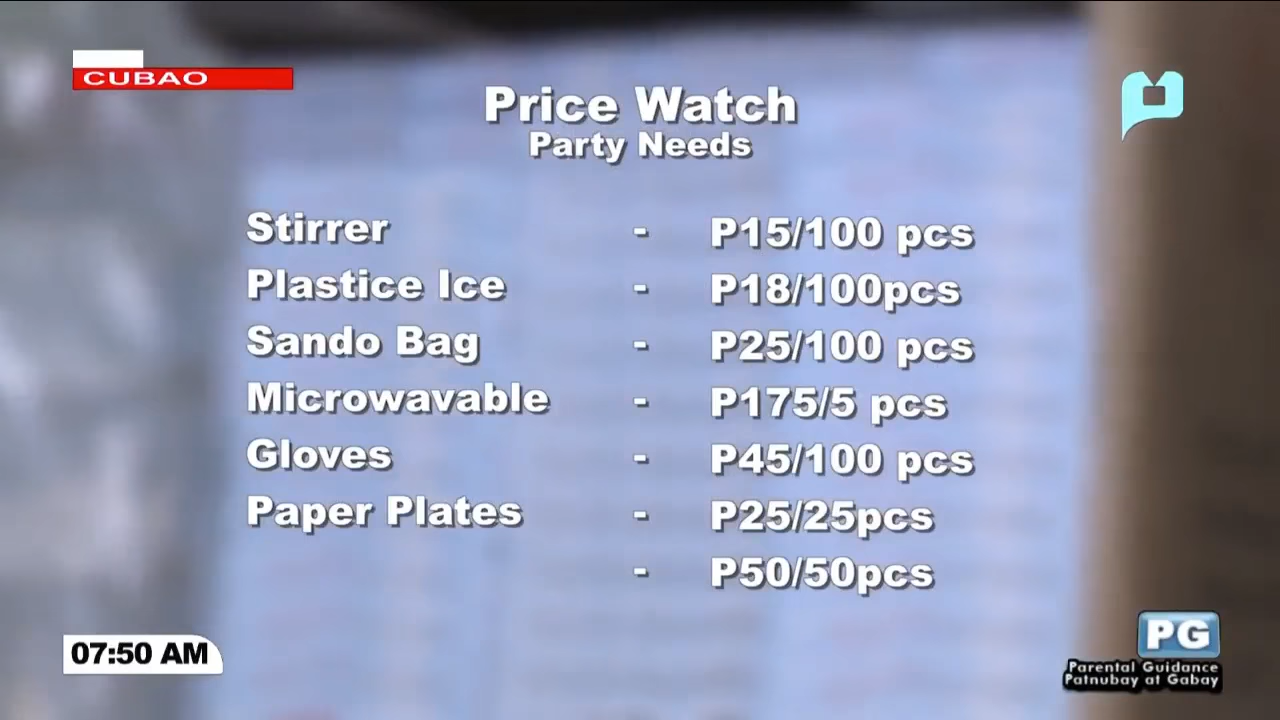 CUBAO
Price Watch
Party Needs
Stirrer - P15/100 pcs
Plastice Ice - P18/100pcs
Sando Bag - P25/100 pcs
Microwavable - P175/5 pcs
Gloves - P45/100 pcs
Paper Plates - P25/25pcs
- P50/50pcs
07:50 AM
PG
Parental Guidance
Patnubay at Gabay